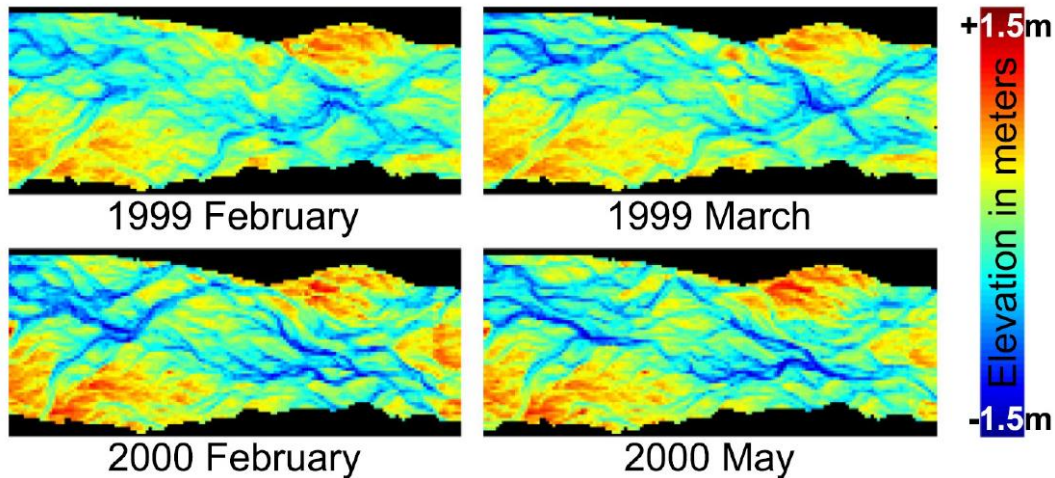 1999 February
1999 March
2000 February
2000 May
+1.5m
Elevation in meters
-1.5m